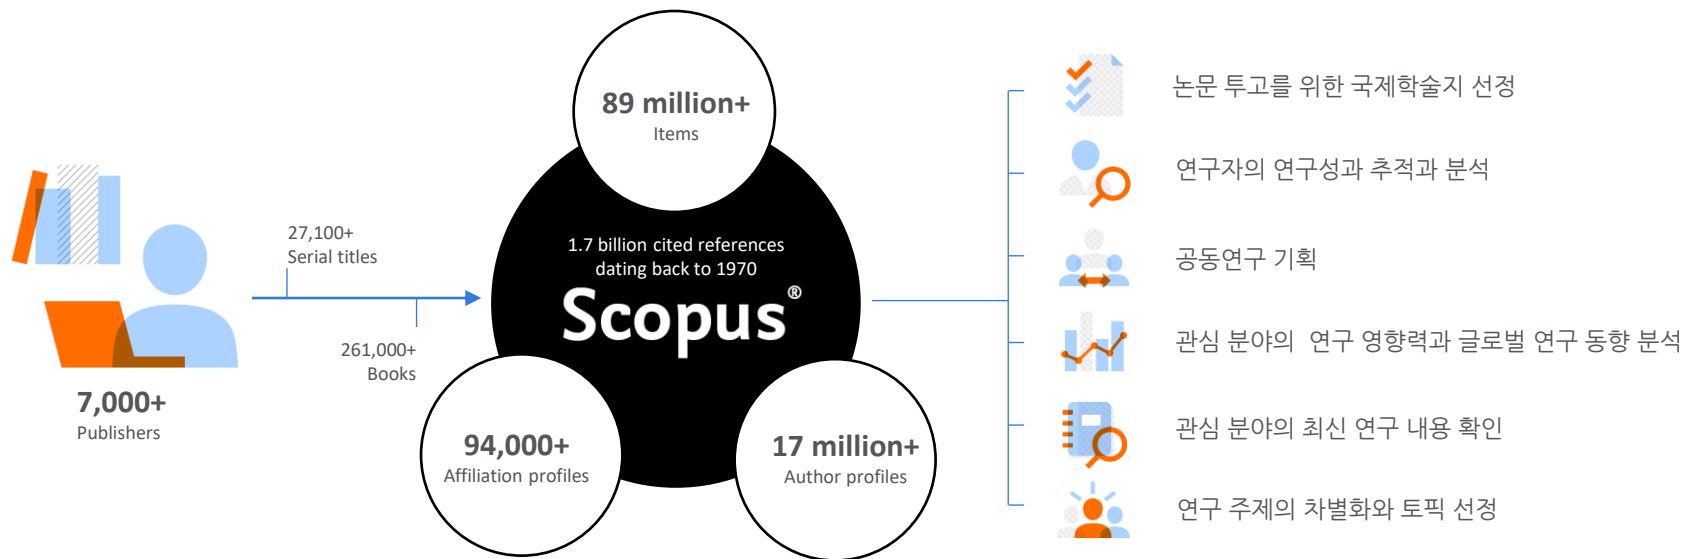 7,000+
Publishers
27,100+
Serial titles
261,000+
Books
89 million+
Items
1.7 billion cited references
dating back to 1970
Scopus®
94,000+
Affiliation profiles
17 million+
Author profiles
논문 투고를 위한 국제학술지 선정
연구자의 연구성과 추적과 분석
공동연구 기획
관심 분야의 연구 영향력과 글로벌 연구 동향 분석
관심 분야의 최신 연구 내용 확인
연구 주제의 차별화와 토픽 선정